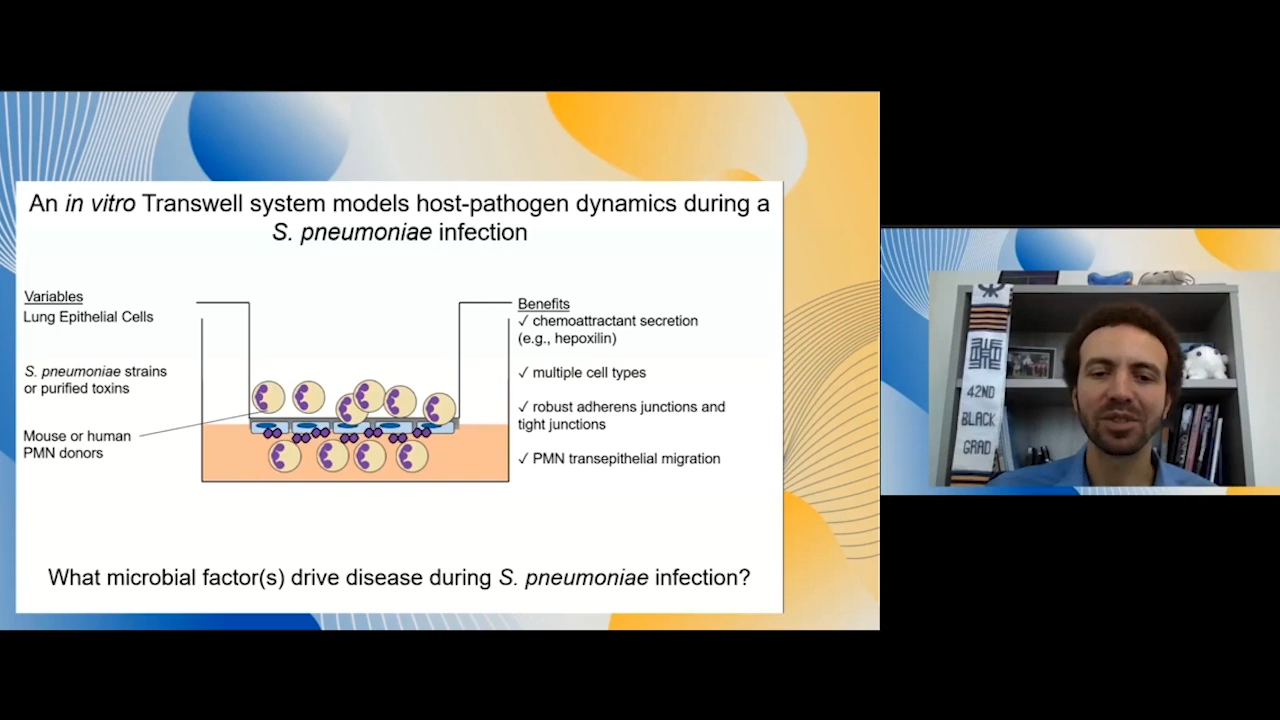 An in vitro Transwell system models host-pathogen dynamics during a
S. pneumoniae infection
Variables
Lung Epithelial Cells
S. pneumoniae strains
or purified toxins
Mouse or human
PMN donors
Benefits
✓ chemoattractant secretion
(e.g., hepoxilin)
✓ multiple cell types
✓ robust adherens junctions and
tight junctions
✓ PMN transepithelial migration
What microbial factor(s) drive disease during S. pneumoniae infection?
42ND
BLACK
GRAD